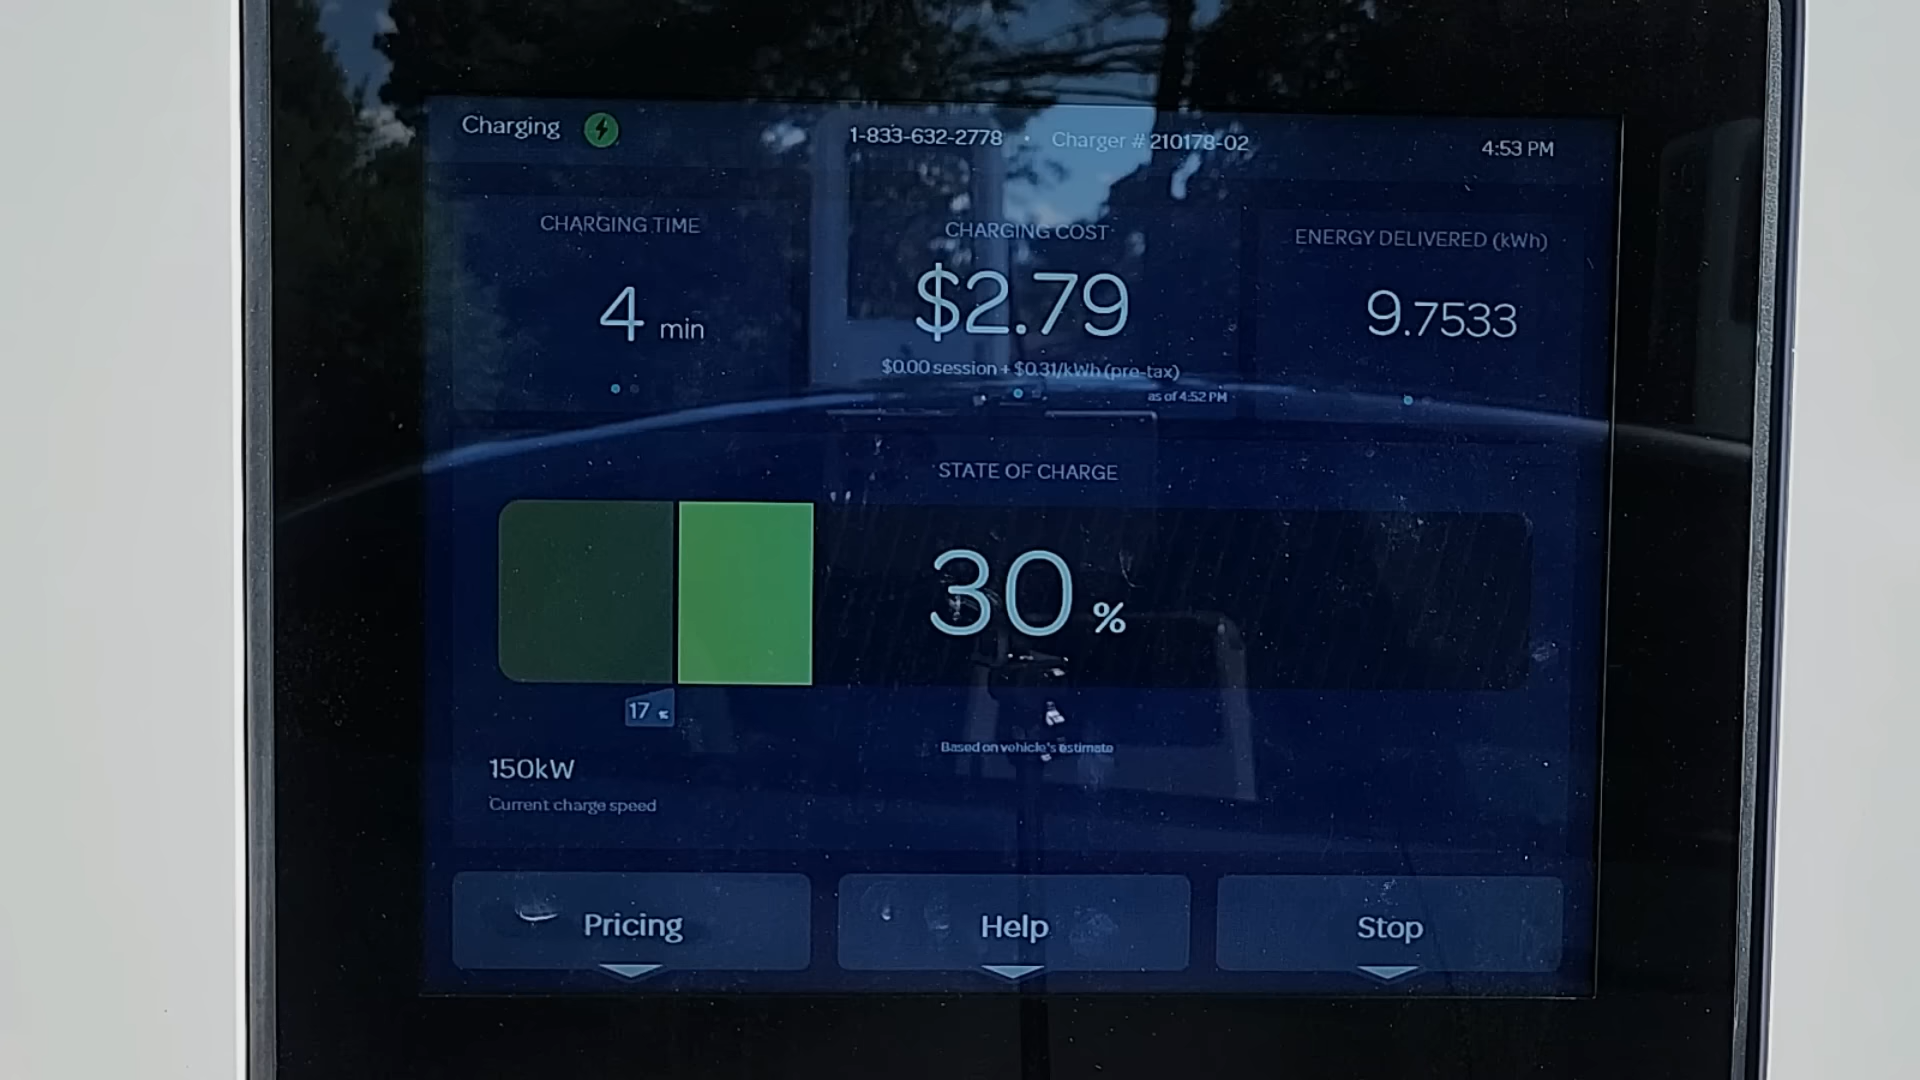 Charging
1-833-632-2778 · Charger # 210178-02
4:53 PM
CHARGING TIME
4 min
CHARGING COST
$2.79
$0.00 session + $0.31/kWh (pre-tax)
as of 4:52 PM
ENERGY DELIVERED (kWh)
9.7533
STATE OF CHARGE
30 %
17 %
Based on vehicle's estimate
150kW
Current charge speed
Pricing
Help
Stop